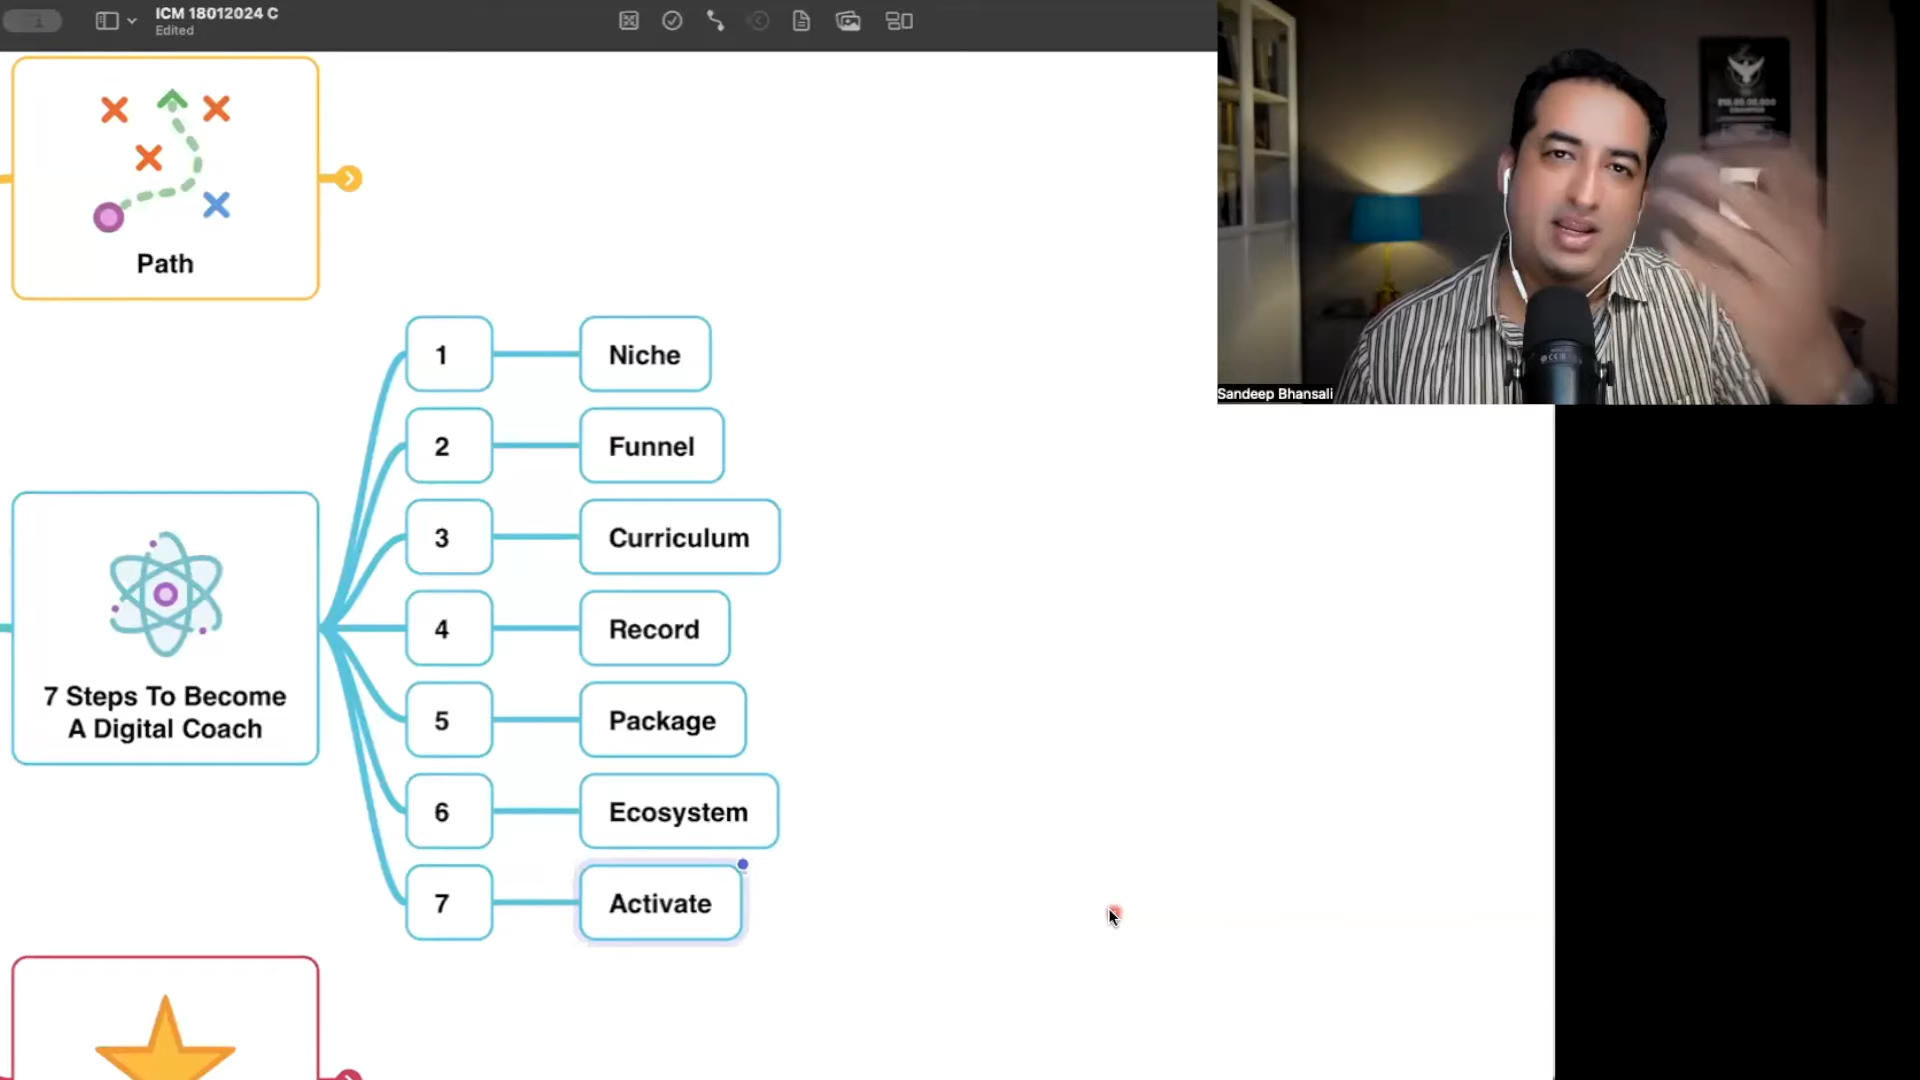 ICM 18012024 C
Edited
Path
7 Steps To Become
A Digital Coach
1
Niche
2
Funnel
3
Curriculum
4
Record
5
Package
6
Ecosystem
7
Activate
Sandeep Bhansali